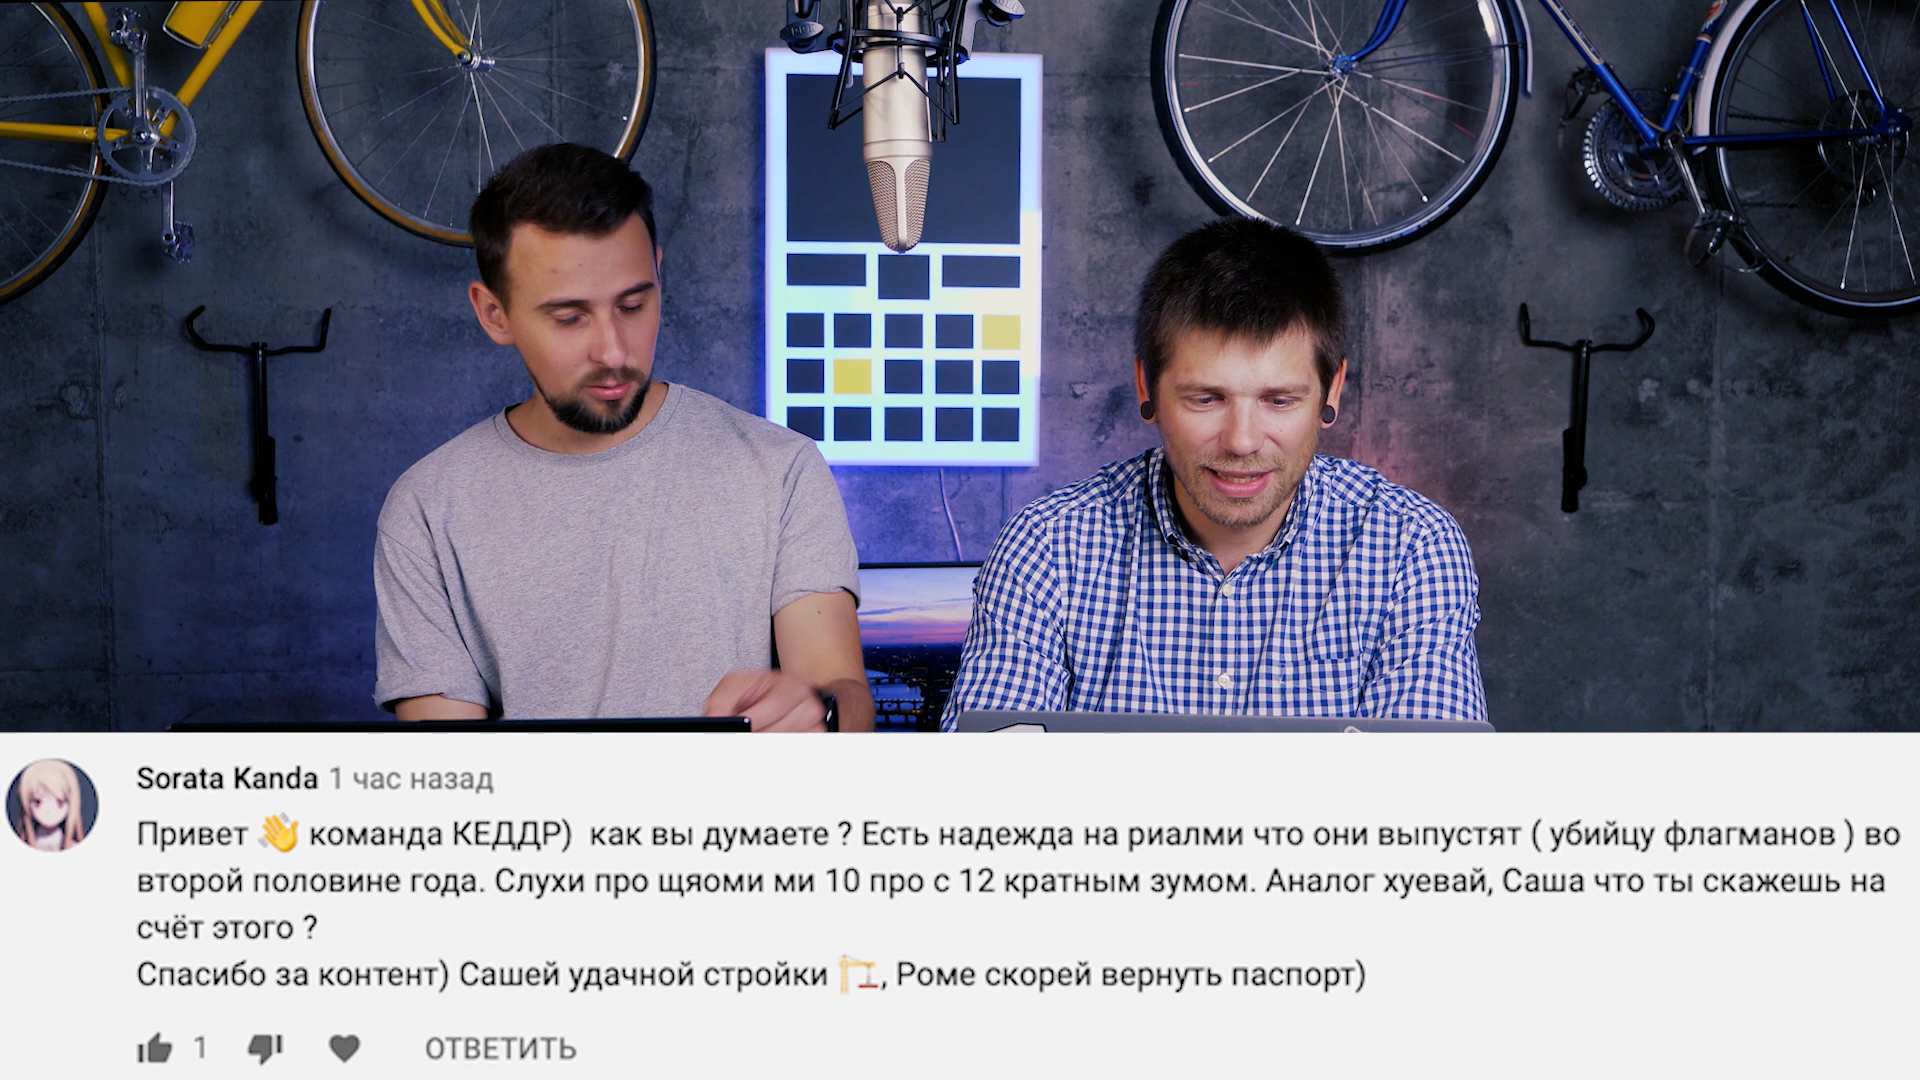 Sorata Kanda 1 час назад
Привет 👋 команда КЕДДР) как вы думаете ? Есть надежда на риалми что они выпустят ( убийцу флагманов ) во
второй половине года. Слухи про щяоми ми 10 про с 12 кратным зумом. Аналог хуевай, Саша что ты скажешь на
счёт этого ?
Спасибо за контент) Сашей удачной стройки 🏗️, Роме скорей вернуть паспорт)
1 ОТВЕТИТЬ